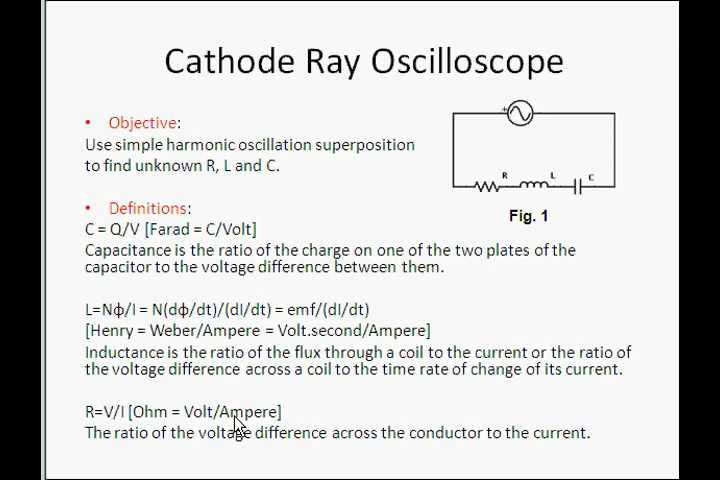 Cathode Ray Oscilloscope
• Objective:
Use simple harmonic oscillation superposition
to find unknown R, L and C.
+
R L C
Fig. 1
• Definitions:
C = Q/V [Farad = C/Volt]
Capacitance is the ratio of the charge on one of the two plates of the
capacitor to the voltage difference between them.
L=Nϕ/I = N(dϕ/dt)/(dI/dt) = emf/(dI/dt)
[Henry = Weber/Ampere = Volt.second/Ampere]
Inductance is the ratio of the flux through a coil to the current or the ratio of
the voltage difference across a coil to the time rate of change of its current.
R=V/I [Ohm = Volt/Ampere]
The ratio of the voltage difference across the conductor to the current.